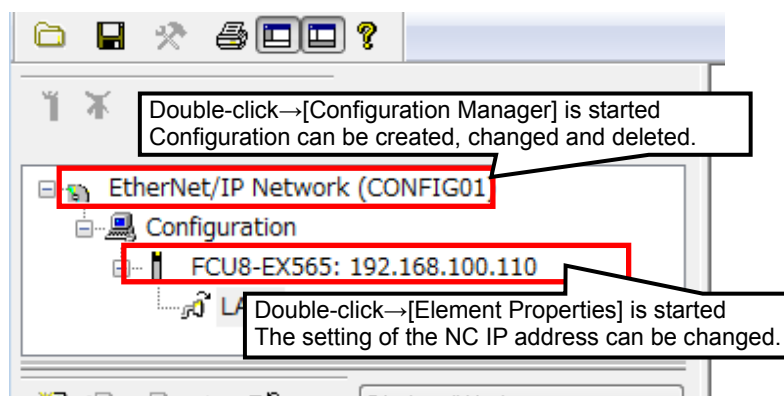 Double-click→[Configuration Manager] is started
Configuration can be created, changed and deleted.
EtherNet/IP Network (CONFIG01)
Configuration
FCU8-EX565: 192.168.100.110
Double-click→[Element Properties] is started
The setting of the NC IP address can be changed.